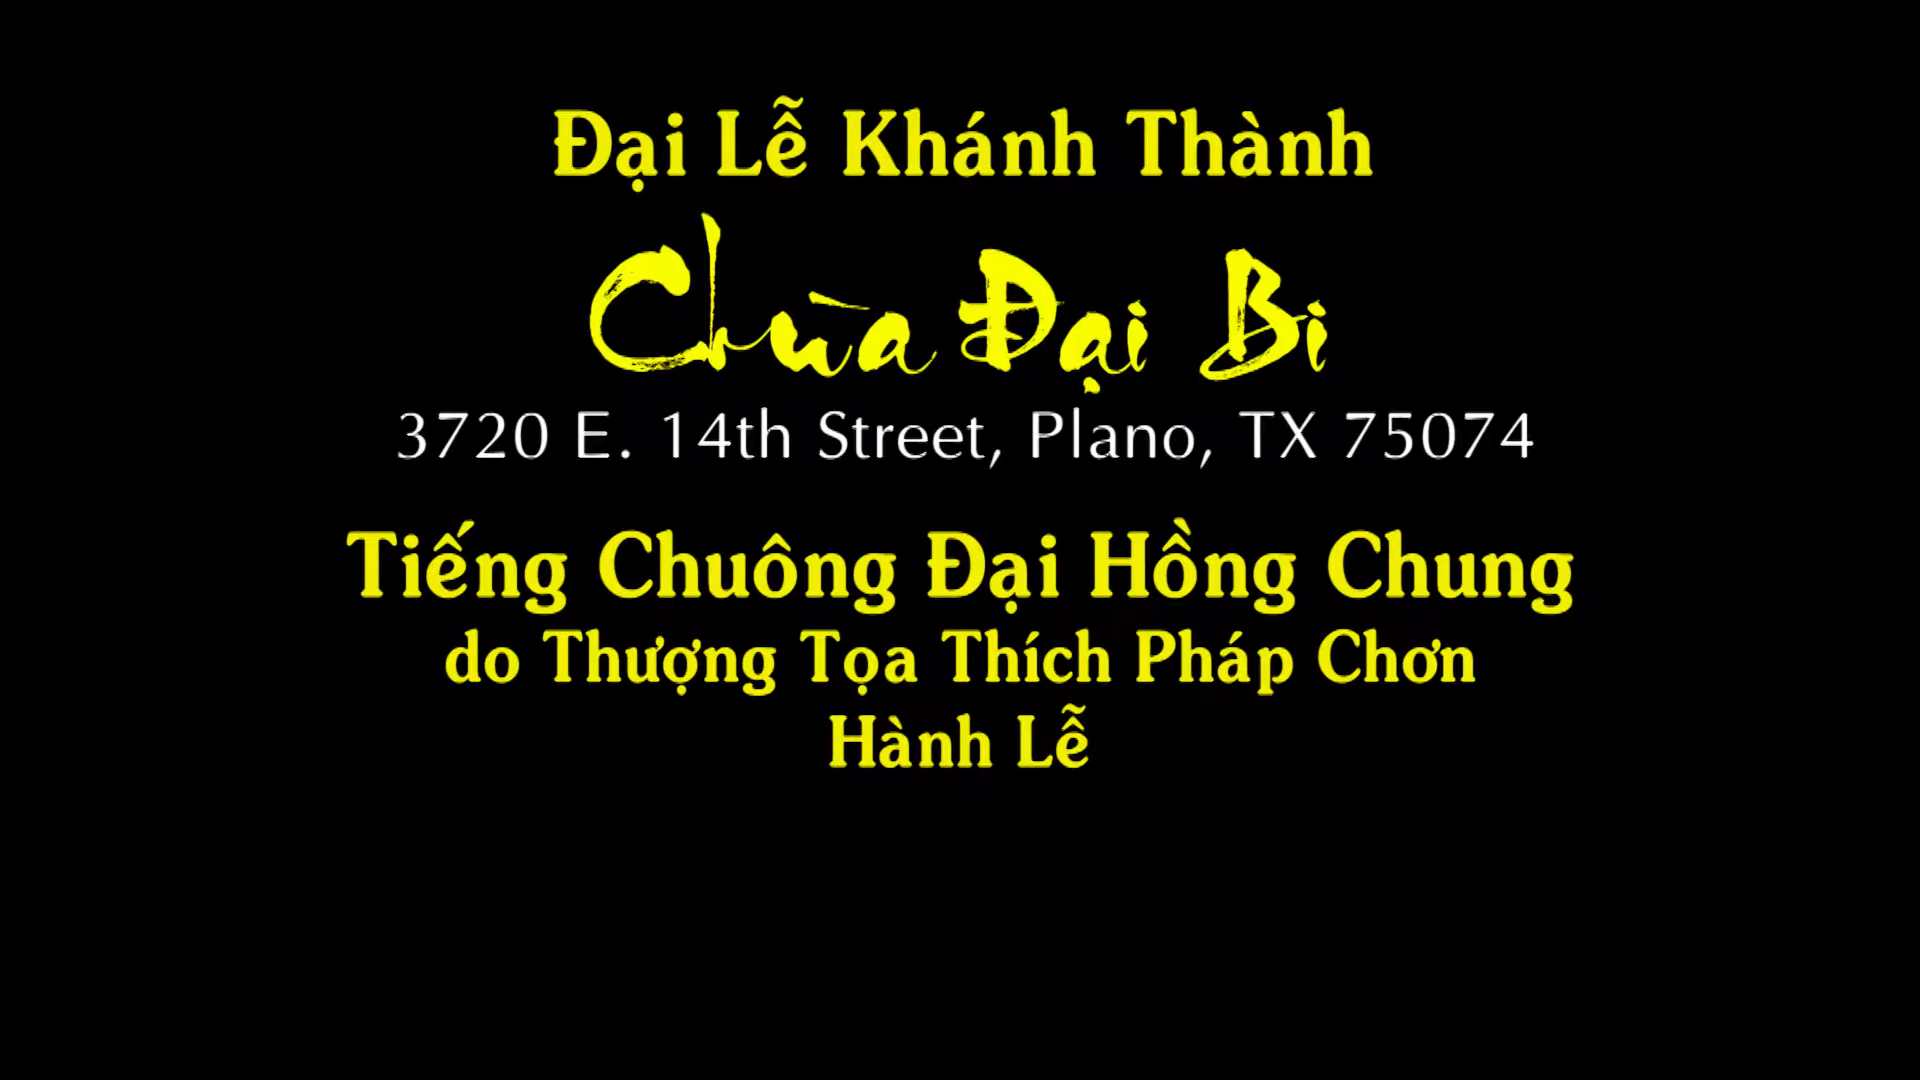 Đại Lễ Khánh Thành
Chùa Đại Bi
3720 E. 14th Street, Plano, TX 75074
Tiếng Chuông Đại Hồng Chung
do Thượng Tọa Thích Pháp Chơn
Hành Lễ